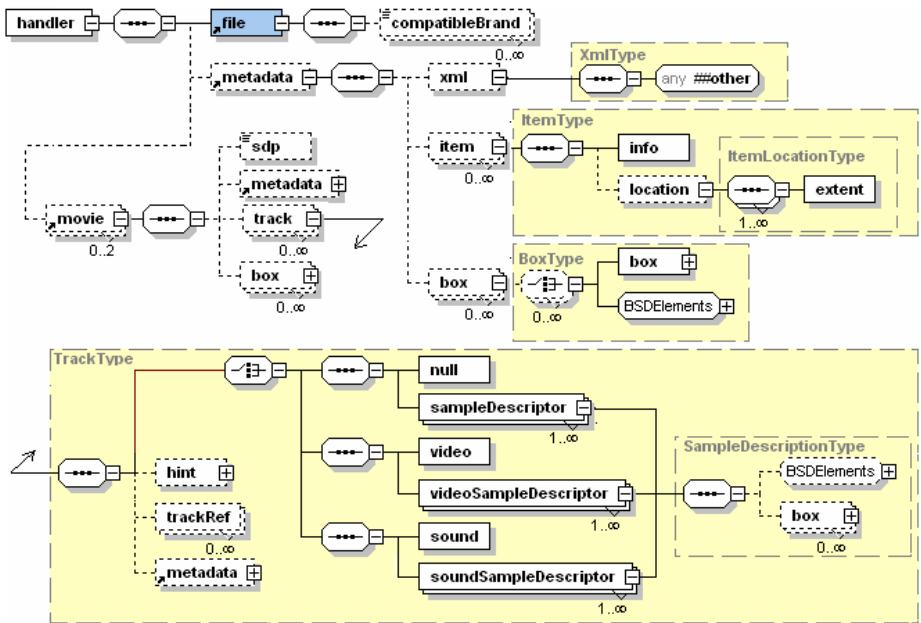 handler
file
compatibleBrand
0..∞
metadata
xml
XmlType
any ##other
ItemType
item
0..∞
info
ItemLocationType
location
extent
1..∞
sdp
metadata
movie
0..2
track
0..∞
box
0..∞
BoxType
box
0..∞
0..∞
box
BSDElements
TrackType
null
sampleDescriptor
1..∞
video
videoSampleDescriptor
1..∞
sound
soundSampleDescriptor
1..∞
hint
trackRef
0..∞
metadata
SampleDescriptionType
BSDElements
box
0..∞